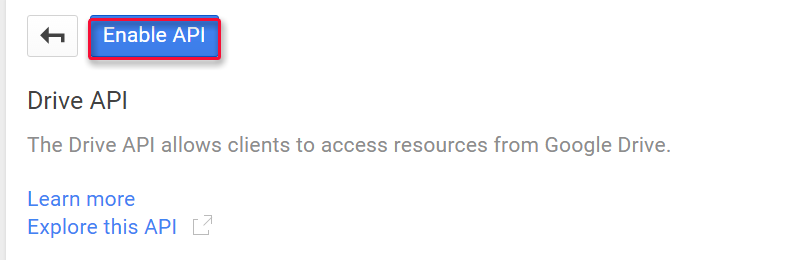 Enable API
Drive API
The Drive API allows clients to access resources from Google Drive.
Learn more
Explore this API